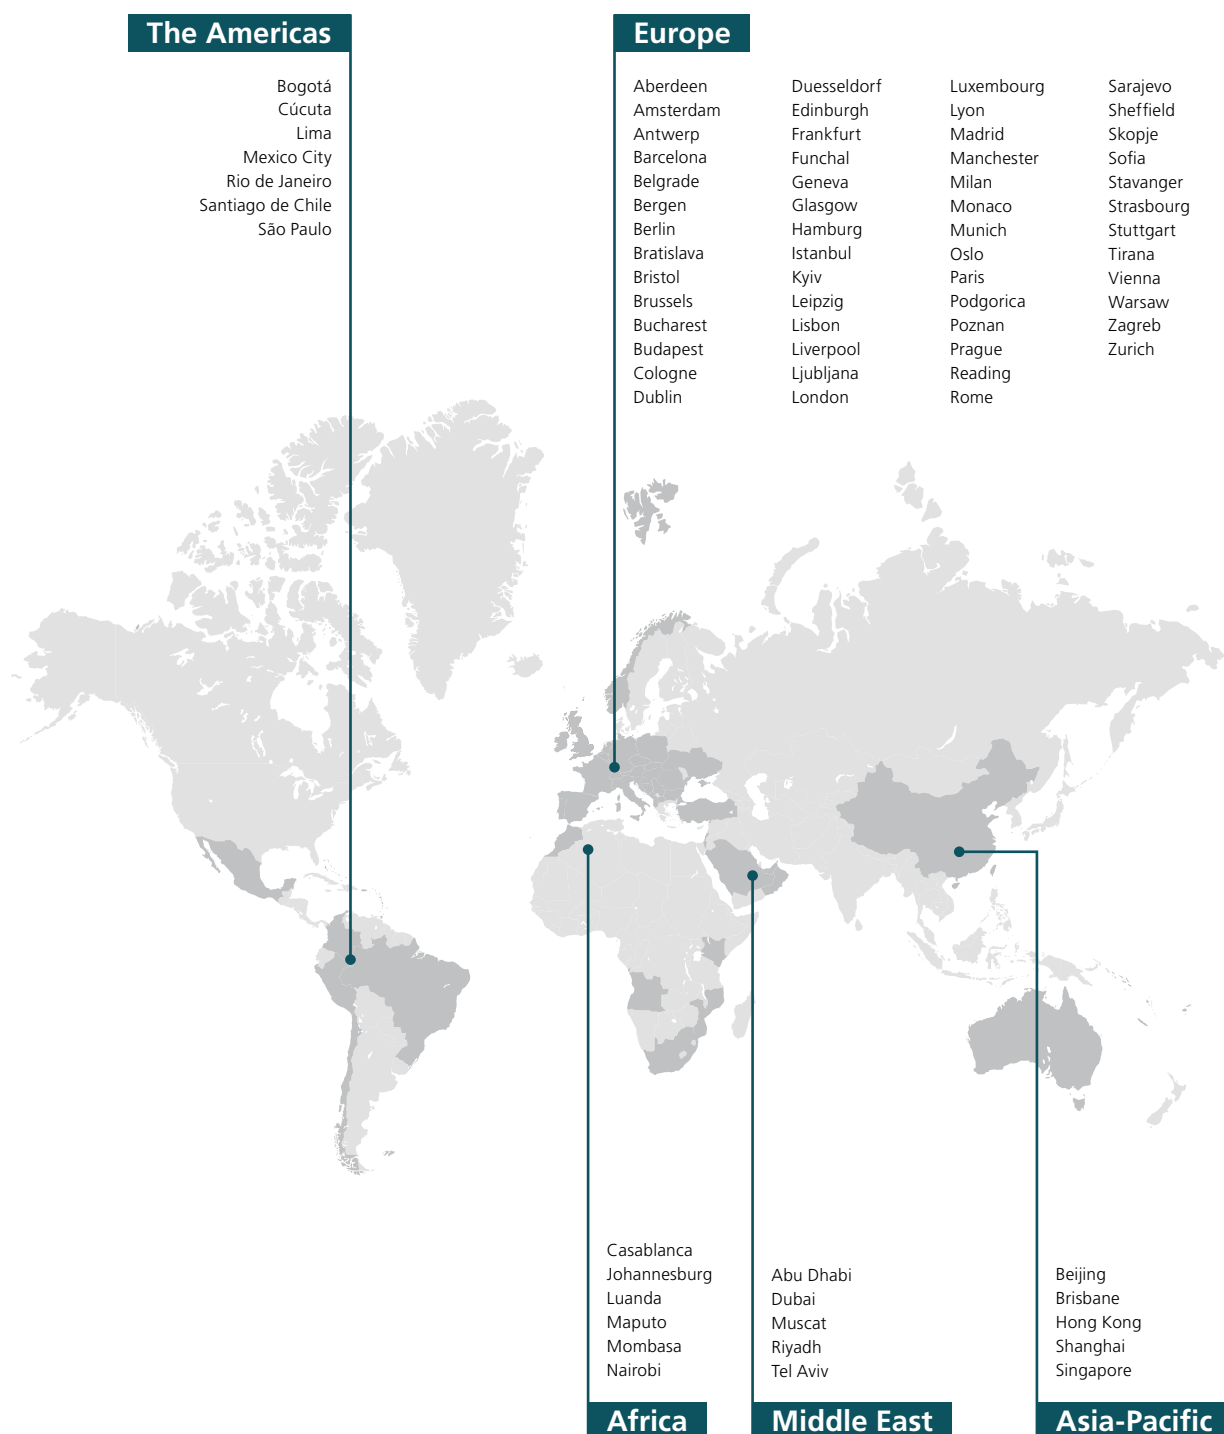 The Americas
Bogotá
Cúcuta
Lima
Mexico City
Rio de Janeiro
Santiago de Chile
São Paulo
Europe
Aberdeen
Amsterdam
Antwerp
Barcelona
Belgrade
Bergen
Berlin
Bratislava
Bristol
Brussels
Bucharest
Budapest
Cologne
Dublin
Duesseldorf
Edinburgh
Frankfurt
Funchal
Geneva
Glasgow
Hamburg
Istanbul
Kyiv
Leipzig
Lisbon
Liverpool
Ljubljana
London
Luxembourg
Lyon
Madrid
Manchester
Milan
Monaco
Munich
Oslo
Paris
Podgorica
Poznan
Prague
Reading
Rome
Sarajevo
Sheffield
Skopje
Sofia
Stavanger
Strasbourg
Stuttgart
Tirana
Vienna
Warsaw
Zagreb
Zurich
Casablanca
Johannesburg
Luanda
Maputo
Mombasa
Nairobi
Africa
Abu Dhabi
Dubai
Muscat
Riyadh
Tel Aviv
Middle East
Beijing
Brisbane
Hong Kong
Shanghai
Singapore
Asia-Pacific